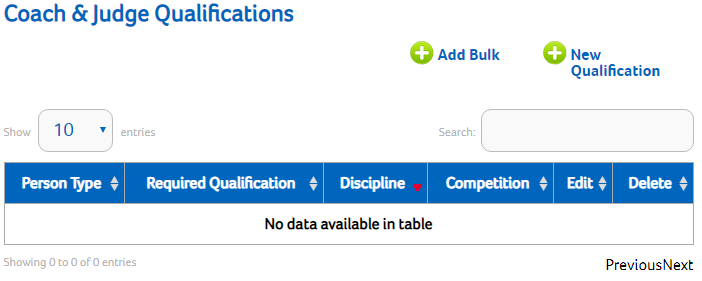 Coach & Judge Qualifications
Add Bulk
New
Qualification
Show 10 entries
Search:
Person Type Required Qualification Discipline Competition Edit Delete
No data available in table
Showing 0 to 0 of 0 entries
PreviousNext